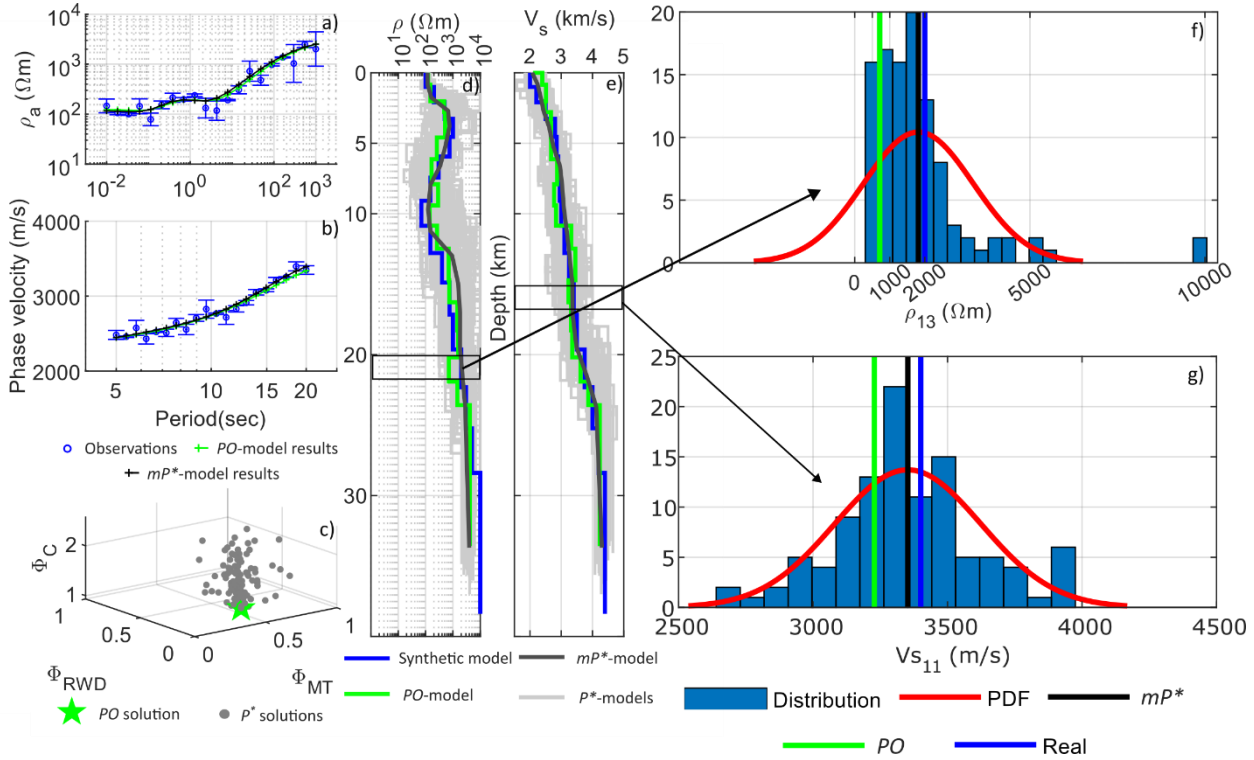 a)
ρa (Ωm)
10^4
10^3
10^2
10^1
10^-2
10^0
10^2
10^3
b)
Phase velocity (m/s)
4000
3000
2000
5
10
15
20
Period(sec)
Observations
PO-model results
mP*-model results
c)
ΦC
2
1
1
0.5
0
0
0.5
1
ΦRWD
ΦMT
PO solution
P* solutions
ρ (Ωm)
10^1
10^2
10^3
10^4
d)
0
5
10
20
30
1
Vs (km/s)
2
3
4
5
e)
Depth (km)
Synthetic model
mP*-model
PO-model
P*-models
f)
20
15
10
5
0
0
1000
2000
5000
10000
ρ13 (Ωm)
g)
25
20
15
10
5
0
2500
3000
3500
4000
4500
Vs11 (m/s)
Distribution
PDF
mP*
PO
Real